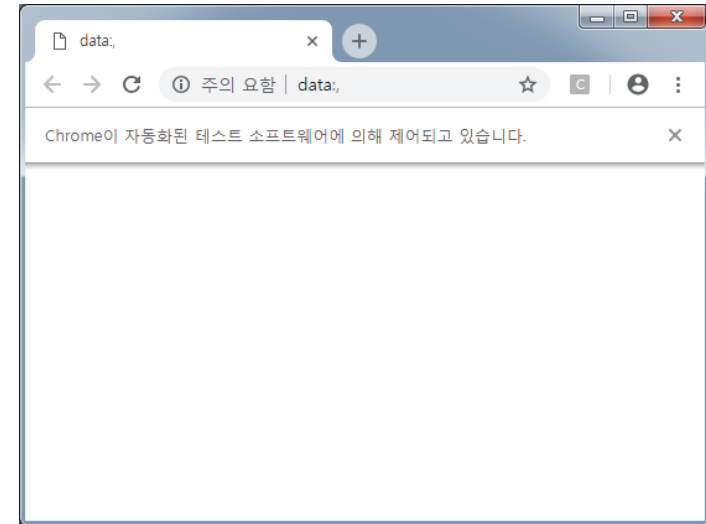 data:,
주의 요함 data:,
C
Chrome이 자동화된 테스트 소프트웨어에 의해 제어되고 있습니다.